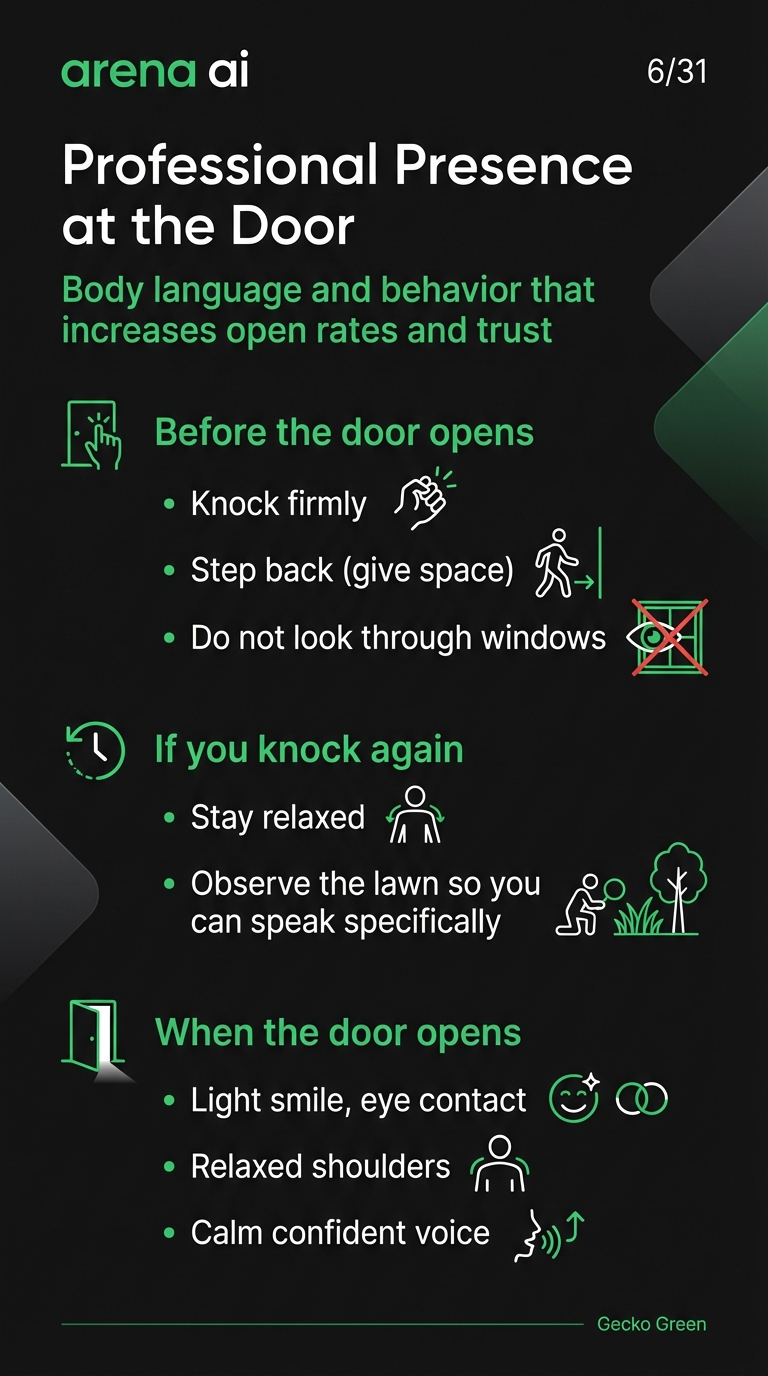 arena ai
6/31
Professional Presence
at the Door
Body language and behavior that
increases open rates and trust
Before the door opens
• Knock firmly
• Step back (give space)
• Do not look through windows
If you knock again
• Stay relaxed
• Observe the lawn so you
can speak specifically
When the door opens
• Light smile, eye contact
• Relaxed shoulders
• Calm confident voice
Gecko Green